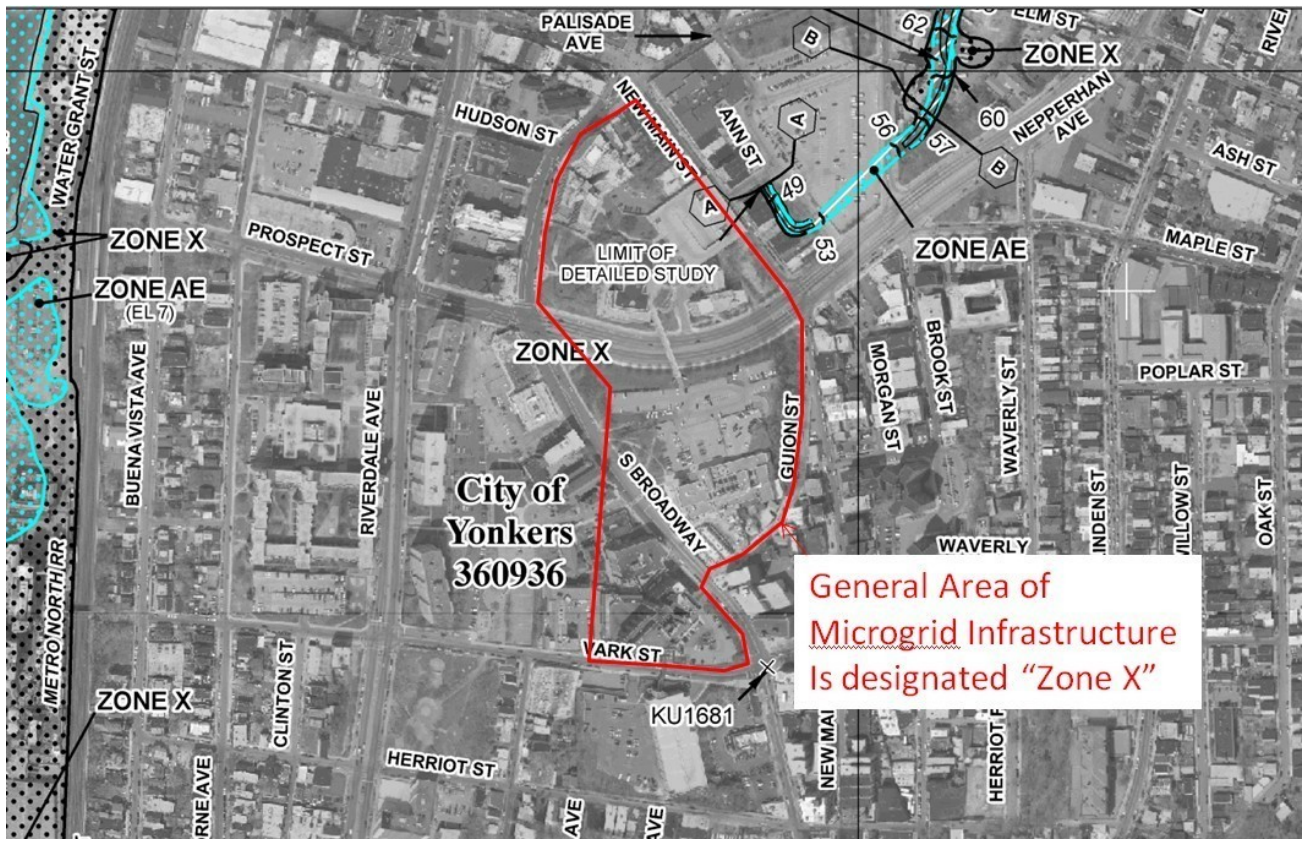 PALISADE
AVE
62
ELM ST
B
ZONE X
WATER GRANT ST
HUDSON ST
NEW MAIN ST
ANN ST
A
56
57
60
NEPPERHAN
AVE
B
ASH ST
49
A
53
ZONE X
PROSPECT ST
LIMIT OF
DETAILED STUDY
ZONE AE
MAPLE ST
ZONE AE
(EL 7)
ZONE X
BUENA VISTA AVE
RIVERDALE AVE
GUION ST
MORGAN ST
BROOK ST
WAVERLY ST
POPLAR ST
City of
Yonkers
360936
S BROADWAY
LINDEN ST
WILLOW ST
OAK ST
WAVERLY
METRO NORTH RR
General Area of
Microgrid Infrastructure
Is designated “Zone X”
VARK ST
CLINTON ST
ZONE X
KU1681
HERRIOT ST
NEW MAI
HERRIOT
AVE
AVE
ORNE AVE